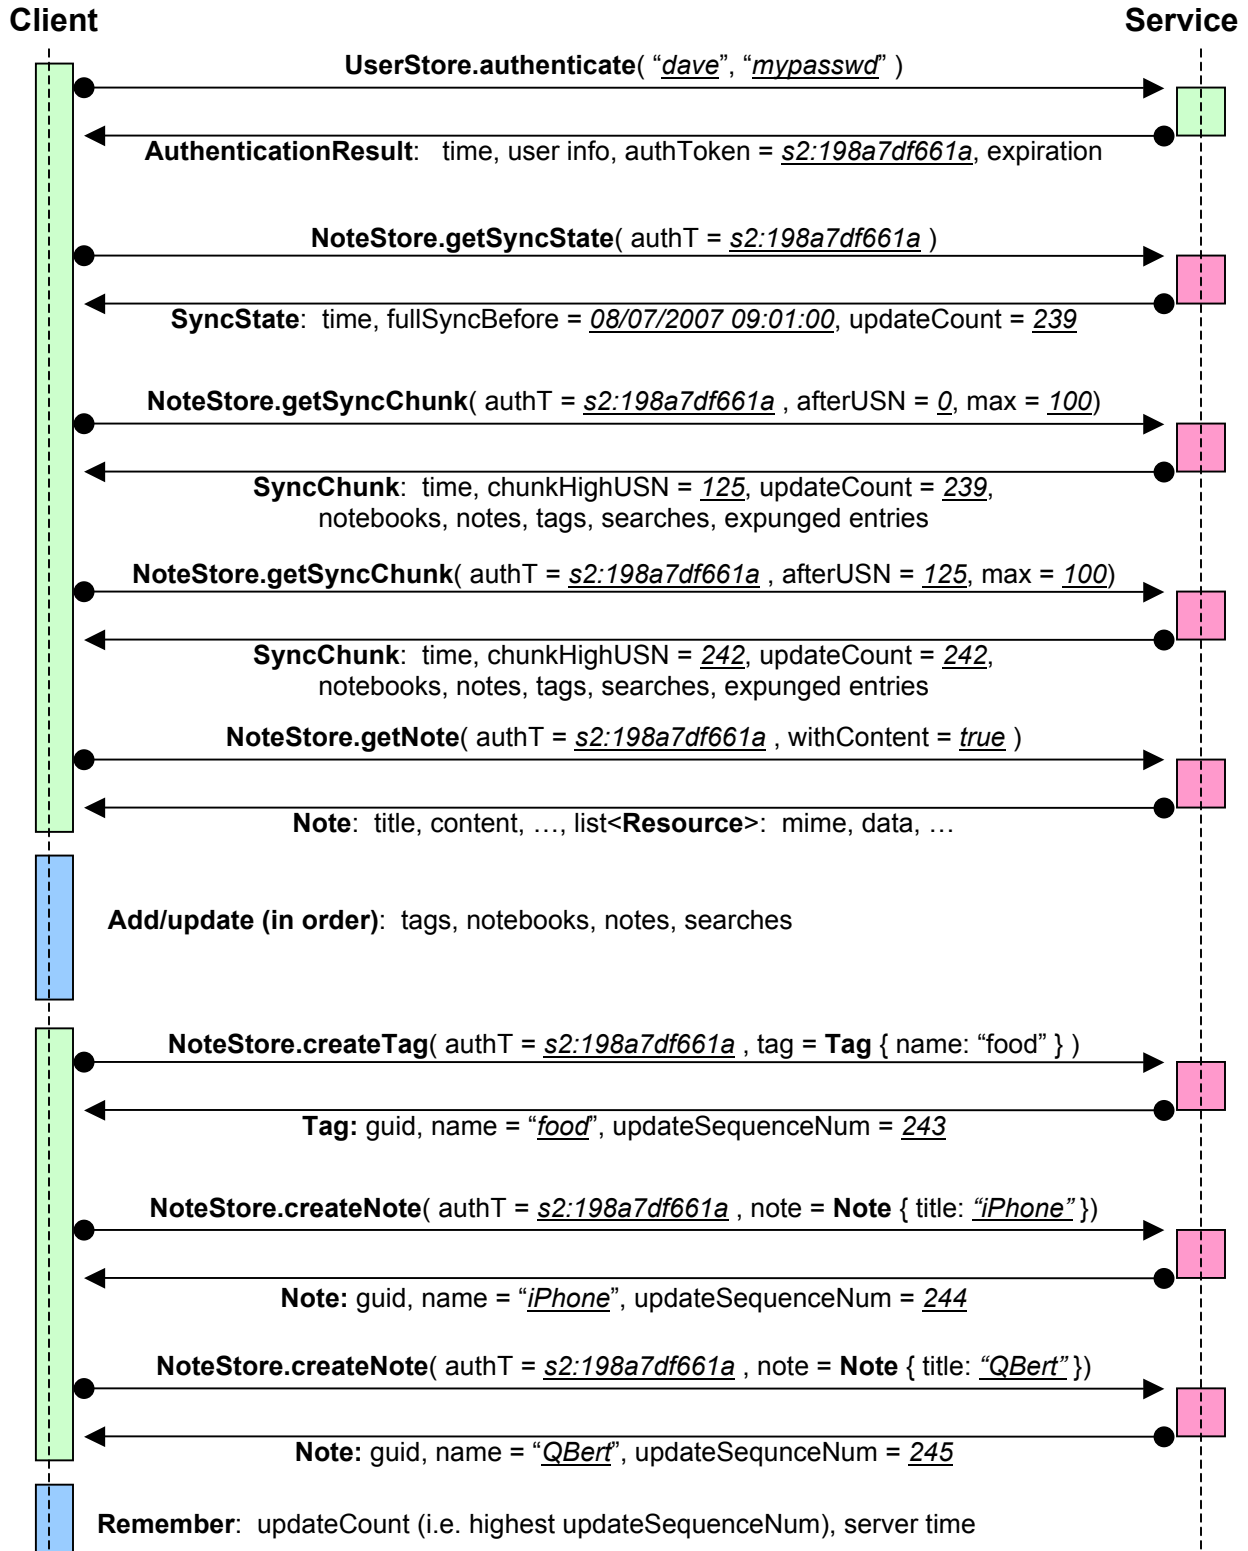 Client
Service
UserStore.authenticate( “dave”, “mypasswd” )
AuthenticationResult: time, user info, authToken = s2:198a7df661a, expiration
NoteStore.getSyncState( authT = s2:198a7df661a )
SyncState: time, fullSyncBefore = 08/07/2007 09:01:00, updateCount = 239
NoteStore.getSyncChunk( authT = s2:198a7df661a , afterUSN = 0, max = 100)
SyncChunk: time, chunkHighUSN = 125, updateCount = 239,
notebooks, notes, tags, searches, expunged entries
NoteStore.getSyncChunk( authT = s2:198a7df661a , afterUSN = 125, max = 100)
SyncChunk: time, chunkHighUSN = 242, updateCount = 242,
notebooks, notes, tags, searches, expunged entries
NoteStore.getNote( authT = s2:198a7df661a , withContent = true )
Note: title, content, …, list<Resource>: mime, data, …
Add/update (in order): tags, notebooks, notes, searches
NoteStore.createTag( authT = s2:198a7df661a , tag = Tag { name: “food” } )
Tag: guid, name = “food”, updateSequenceNum = 243
NoteStore.createNote( authT = s2:198a7df661a , note = Note { title: “iPhone” })
Note: guid, name = “iPhone”, updateSequenceNum = 244
NoteStore.createNote( authT = s2:198a7df661a , note = Note { title: “QBert” })
Note: guid, name = “QBert”, updateSequnceNum = 245
Remember: updateCount (i.e. highest updateSequenceNum), server time